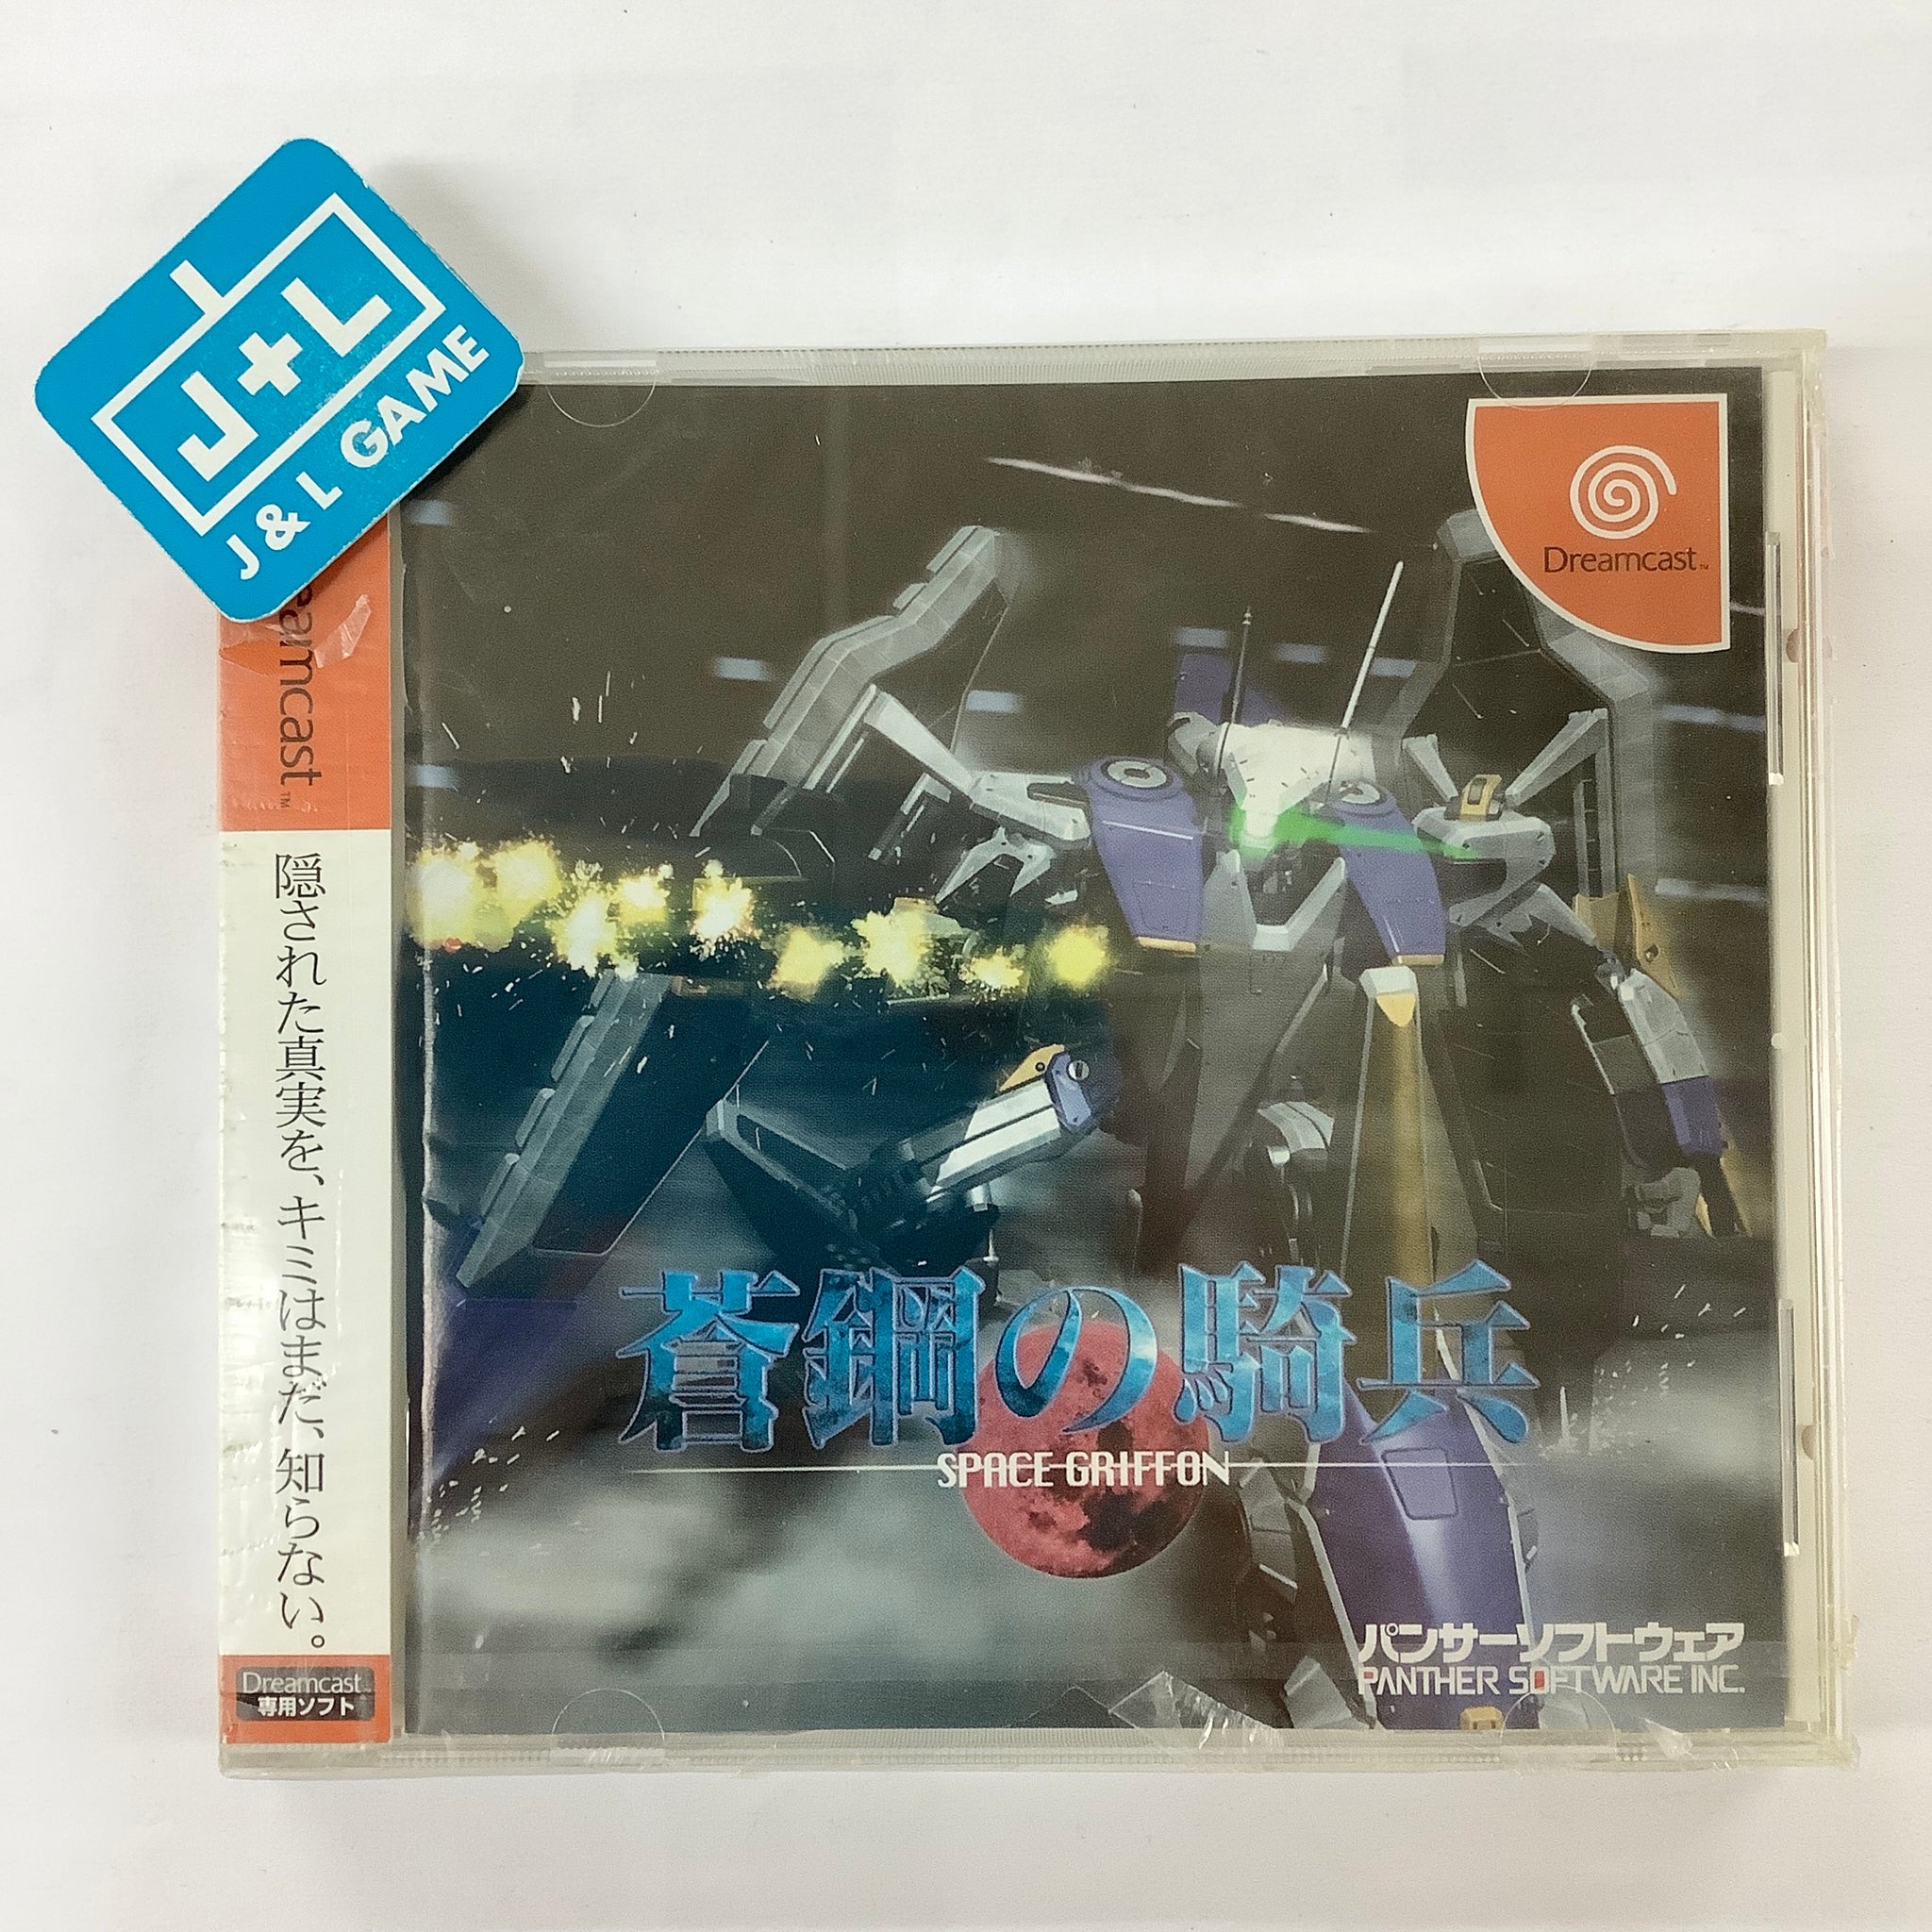 J+L
J & L GAME
Dreamcast™
eamcast™
隠された真実を、キミはまだ、知らない。
蒼鋼の騎兵
SPACE GRIFFON
パンサーソフトウェア
PANTHER SOFTWARE INC.
Dreamcast
専用ソフト